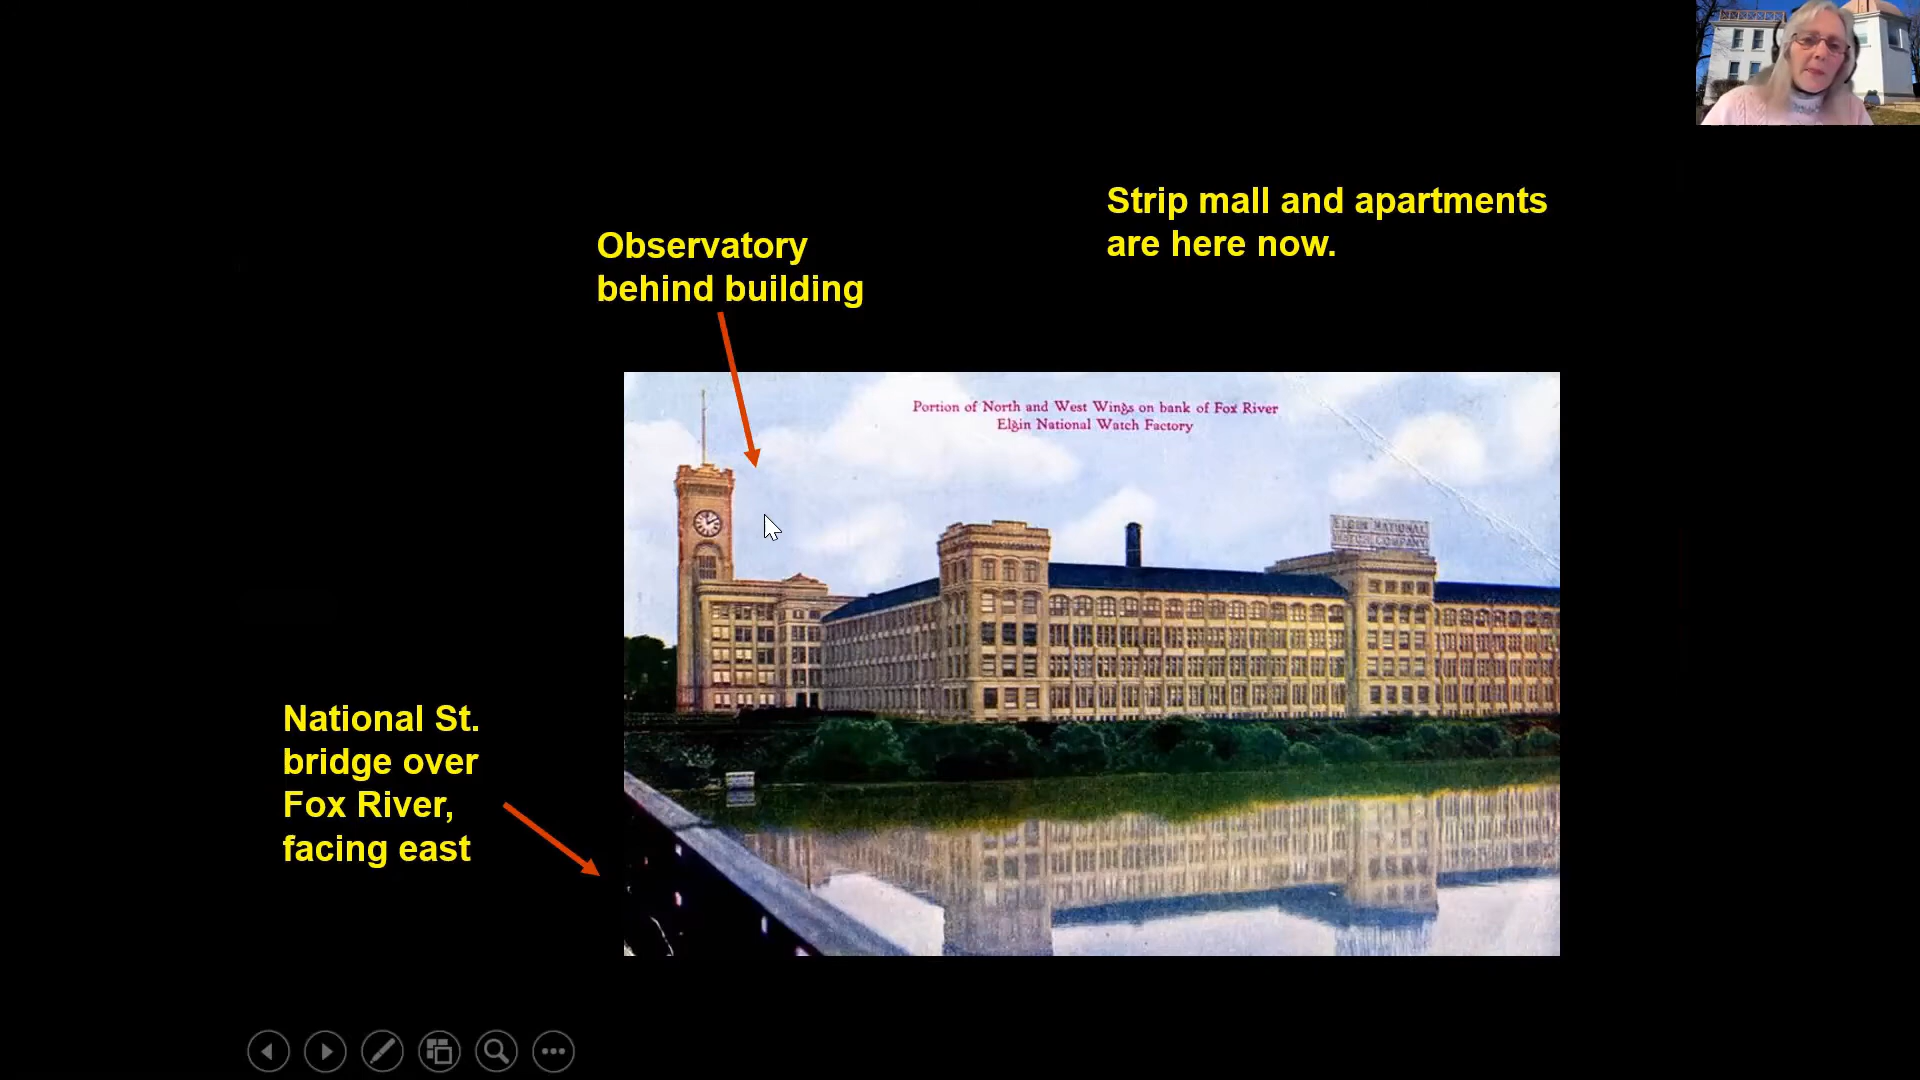 Strip mall and apartments
are here now.
Observatory
behind building
Portion of North and West Wings on bank of Fox River
Elgin National Watch Factory
ELGIN NATIONAL
WATCH COMPANY
National St.
bridge over
Fox River,
facing east